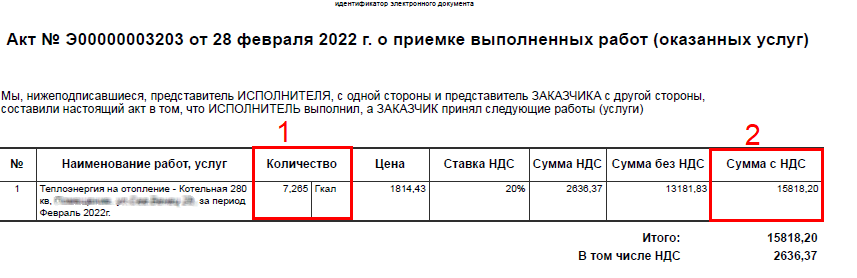 идентификатор электронного документа
Акт № Э00000003203 от 28 февраля 2022 г. о приемке выполненных работ (оказанных услуг)
Мы, нижеподписавшиеся, представитель ИСПОЛНИТЕЛЯ, с одной стороны и представитель ЗАКАЗЧИКА с другой стороны,
составили настоящий акт в том, что ИСПОЛНИТЕЛЬ выполнил, а ЗАКАЗЧИК принял следующие работы (услуги)
1 2
№ Наименование работ, услуг Количество Цена Ставка НДС Сумма НДС Сумма без НДС Сумма с НДС
1 Теплоэнергия на отопление - Котельная 280 7,265 Гкал 1814,43 20% 2636,37 13181,83 15818,20
кв, за период
Февраль 2022г.
Итого: 15818,20
В том числе НДС 2636,37